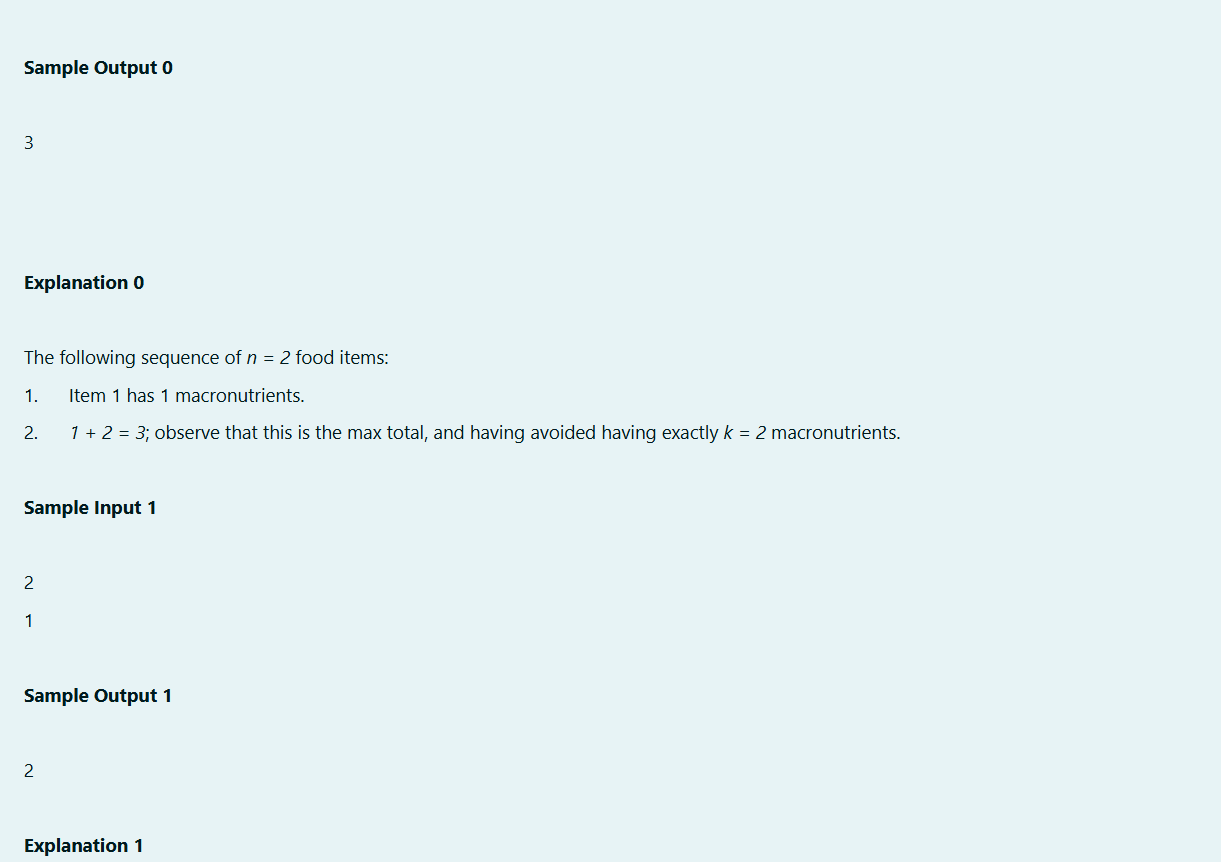 Sample Output 0
3
Explanation 0
The following sequence of n = 2 food items:
1. Item 1 has 1 macronutrients.
2. 1 + 2 = 3; observe that this is the max total, and having avoided having exactly k = 2 macronutrients.
Sample Input 1
2
1
Sample Output 1
2
Explanation 1